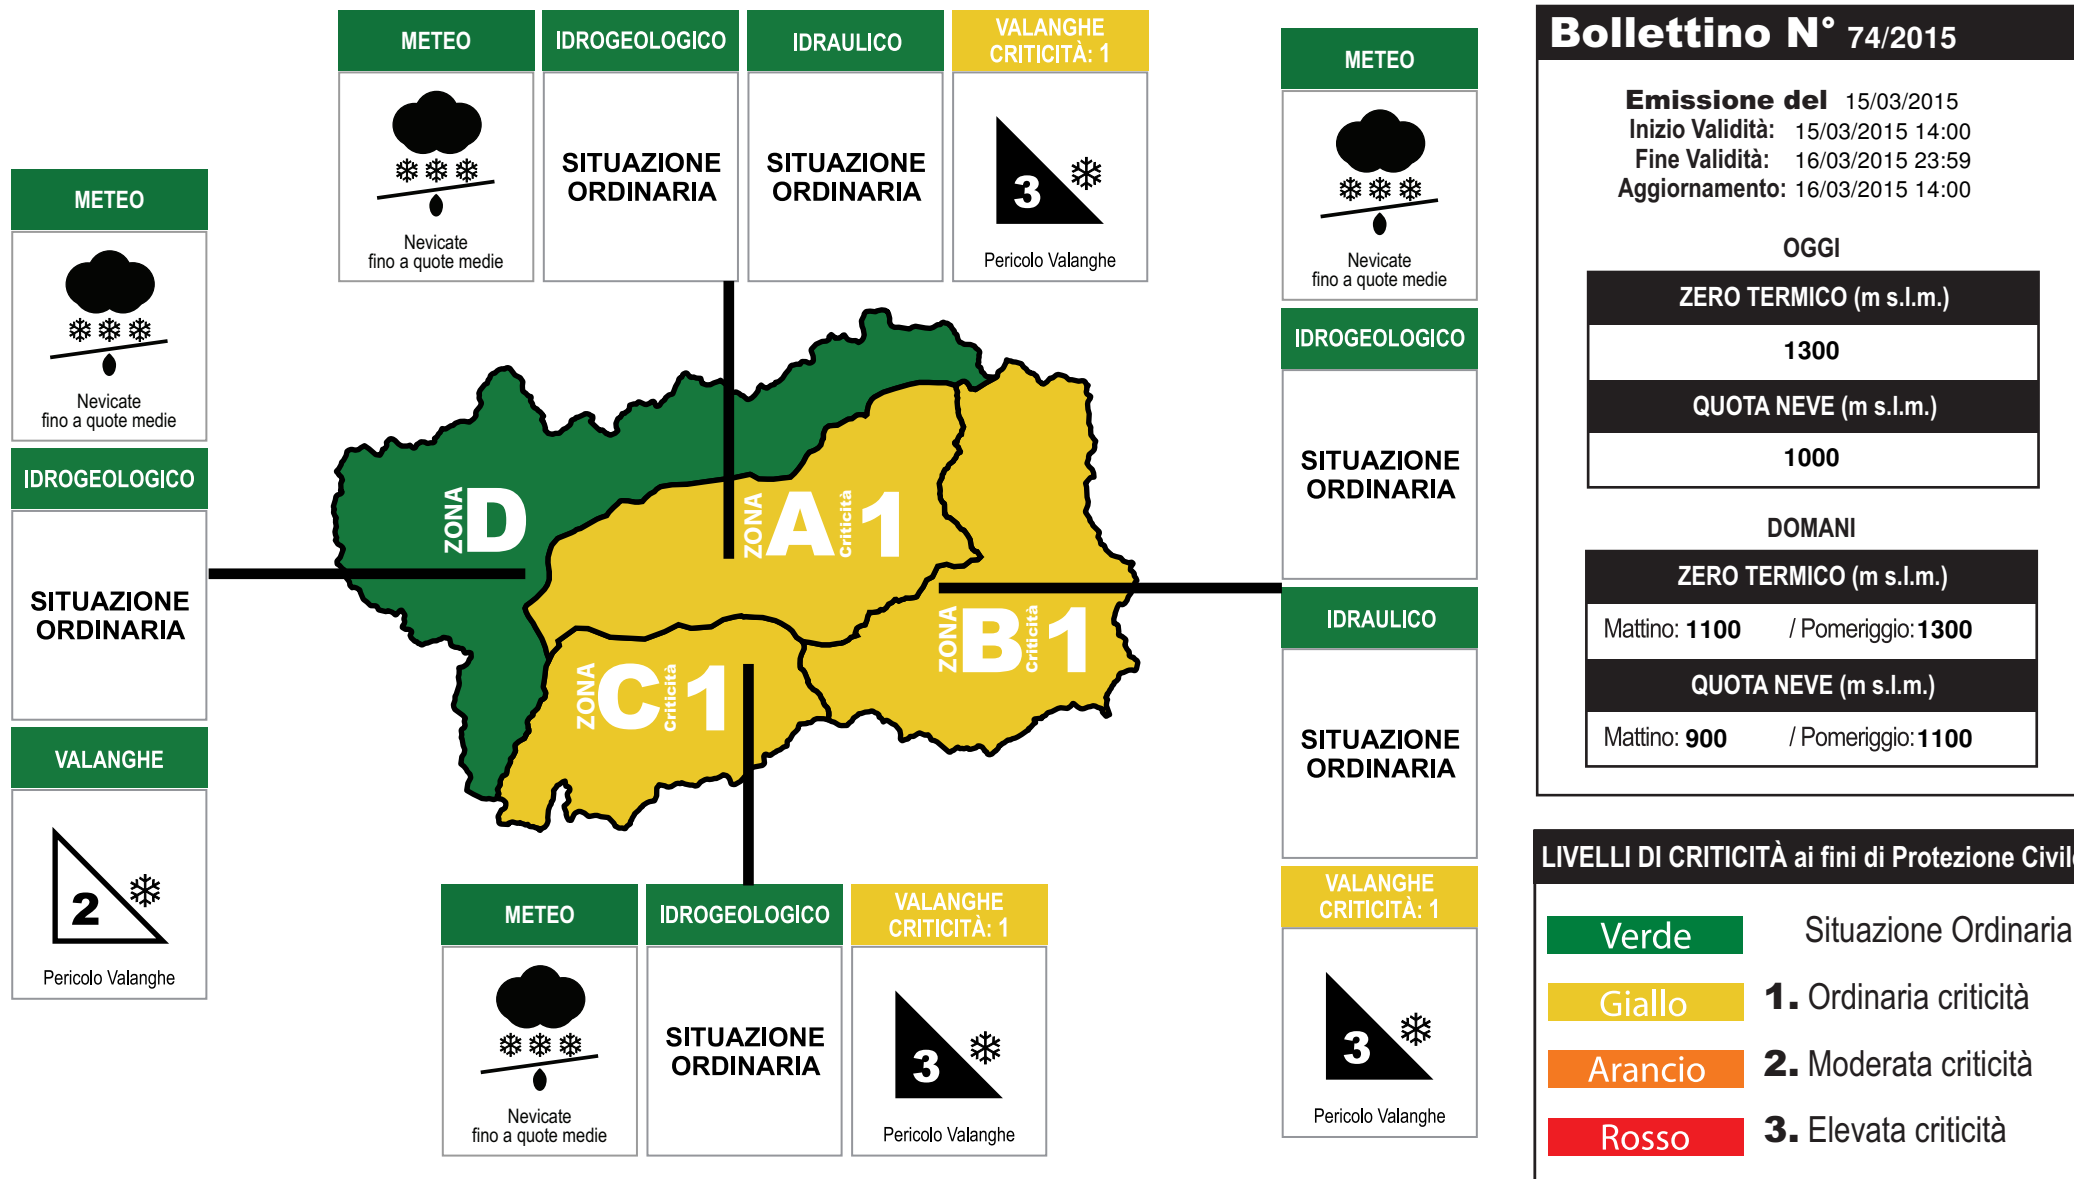 METEO
Nevicate
fino a quote medie
IDROGEOLOGICO
SITUAZIONE
ORDINARIA
IDRAULICO
SITUAZIONE
ORDINARIA
VALANGHE
CRITICITÀ: 1
3
Pericolo Valanghe
METEO
Nevicate
fino a quote medie
IDROGEOLOGICO
SITUAZIONE
ORDINARIA
VALANGHE
2
Pericolo Valanghe
ZONA D
ZONA A Criticità 1
ZONA B Criticità 1
ZONA C Criticità 1
METEO
Nevicate
fino a quote medie
IDROGEOLOGICO
SITUAZIONE
ORDINARIA
VALANGHE
CRITICITÀ: 1
3
Pericolo Valanghe
METEO
Nevicate
fino a quote medie
IDROGEOLOGICO
SITUAZIONE
ORDINARIA
IDRAULICO
SITUAZIONE
ORDINARIA
VALANGHE
CRITICITÀ: 1
3
Pericolo Valanghe
Bollettino N° 74/2015
Emissione del 15/03/2015
Inizio Validità: 15/03/2015 14:00
Fine Validità: 16/03/2015 23:59
Aggiornamento: 16/03/2015 14:00
OGGI
ZERO TERMICO (m s.l.m.)
1300
QUOTA NEVE (m s.l.m.)
1000
DOMANI
ZERO TERMICO (m s.l.m.)
Mattino: 1100 / Pomeriggio: 1300
QUOTA NEVE (m s.l.m.)
Mattino: 900 / Pomeriggio: 1100
LIVELLI DI CRITICITÀ ai fini di Protezione Civile
Verde Situazione Ordinaria
Giallo 1. Ordinaria criticità
Arancio 2. Moderata criticità
Rosso 3. Elevata criticità